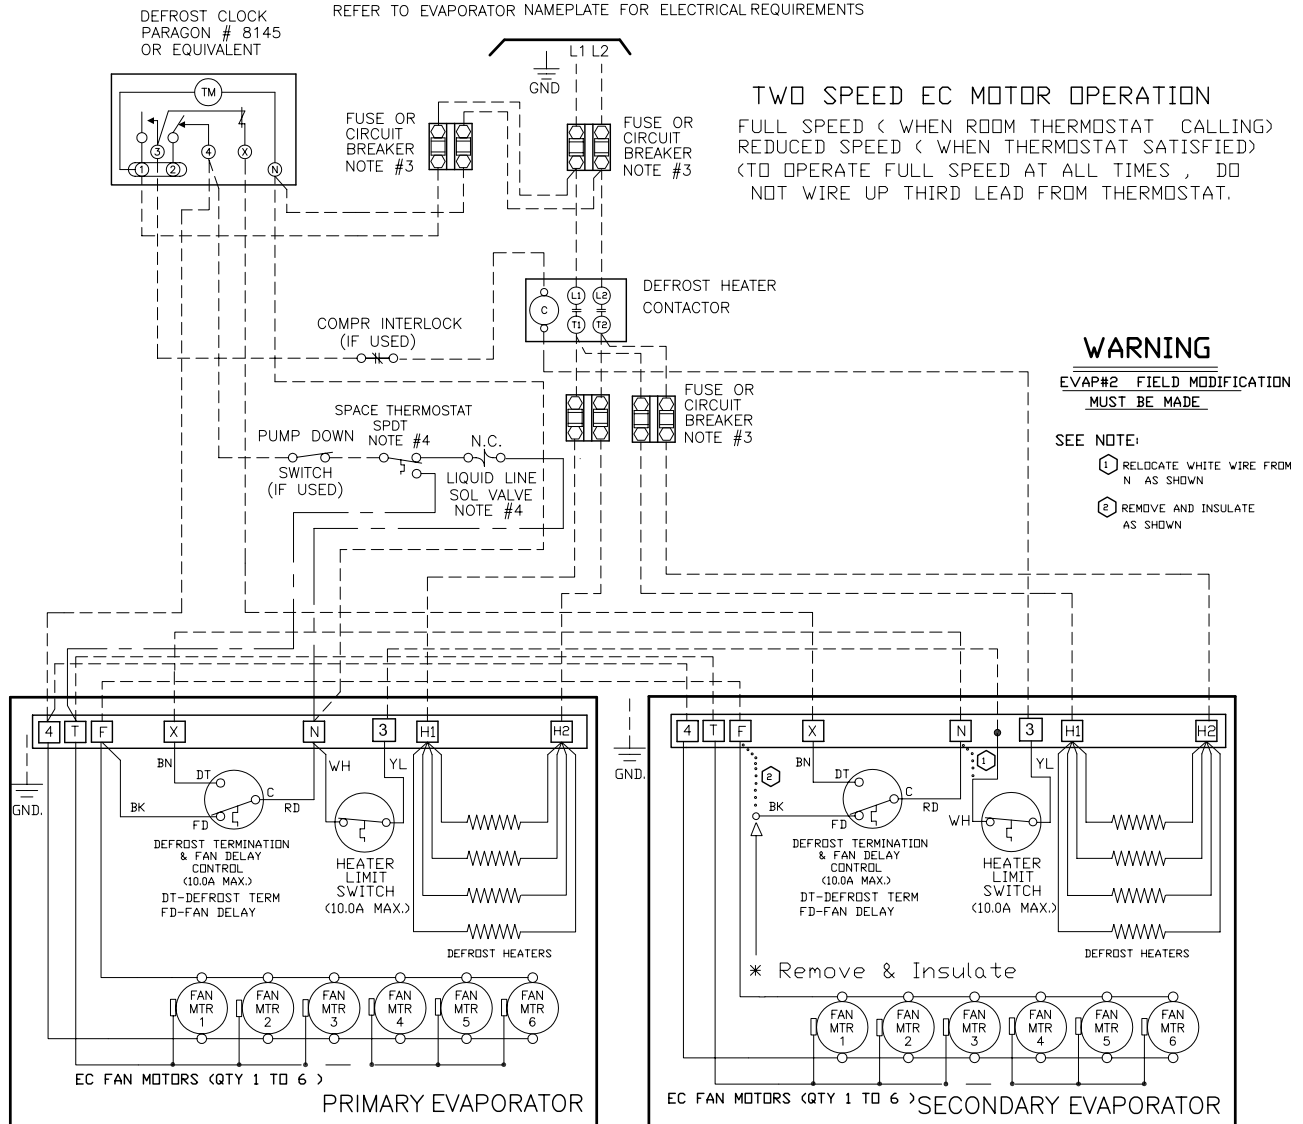 REFER TO EVAPORATOR NAMEPLATE FOR ELECTRICAL REQUIREMENTS
DEFROST CLOCK
PARAGON # 8145
OR EQUIVALENT
TM
3
4
X
1
2
N
L1 L2
GND
FUSE OR
CIRCUIT
BREAKER
NOTE #3
FUSE OR
CIRCUIT
BREAKER
NOTE #3
TWO SPEED EC MOTOR OPERATION
FULL SPEED ( WHEN ROOM THERMOSTAT CALLING)
REDUCED SPEED ( WHEN THERMOSTAT SATISFIED)
(TO OPERATE FULL SPEED AT ALL TIMES , DO
NOT WIRE UP THIRD LEAD FROM THERMOSTAT.
DEFROST HEATER
CONTACTOR
C
L1
L2
T1
T2
COMPR INTERLOCK
(IF USED)
WARNING
EVAP#2 FIELD MODIFICATION
MUST BE MADE
SEE NOTE:
1 RELOCATE WHITE WIRE FROM
N AS SHOWN
2 REMOVE AND INSULATE
AS SHOWN
FUSE OR
CIRCUIT
BREAKER
NOTE #3
SPACE THERMOSTAT
SPDT
NOTE #4
PUMP DOWN
SWITCH
(IF USED)
N.C.
LIQUID LINE
SOL VALVE
NOTE #4
4
T
F
X
N
3
H1
H2
GND.
BN
DT
C
RD
BK
FD
WH
YL
DEFROST TERMINATION
& FAN DELAY
CONTROL
(10.0A MAX.)
DT-DEFROST TERM
FD-FAN DELAY
HEATER
LIMIT
SWITCH
(10.0A MAX.)
DEFROST HEATERS
FAN
MTR
1
FAN
MTR
2
FAN
MTR
3
FAN
MTR
4
FAN
MTR
5
FAN
MTR
6
EC FAN MOTORS (QTY 1 TO 6 )
PRIMARY EVAPORATOR
4
T
F
X
N
3
H1
H2
GND.
2
1
BN
DT
C
RD
BK
FD
WH
YL
DEFROST TERMINATION
& FAN DELAY
CONTROL
(10.0A MAX.)
DT-DEFROST TERM
FD-FAN DELAY
HEATER
LIMIT
SWITCH
(10.0A MAX.)
DEFROST HEATERS
* Remove & Insulate
FAN
MTR
1
FAN
MTR
2
FAN
MTR
3
FAN
MTR
4
FAN
MTR
5
FAN
MTR
6
EC FAN MOTORS (QTY 1 TO 6 )
SECONDARY EVAPORATOR